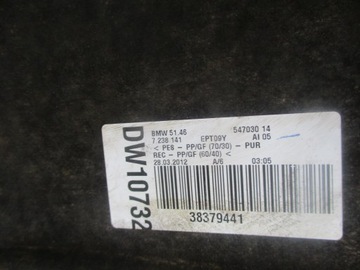 DW10732
BMW 51.46 547030 14
7 238 141 EPT09Y AI 05
< PE8 - PP/GF (70/30) - PUR
REC - PP/GF (60/40) <
28.03.2012 A/6 03:05
38379441